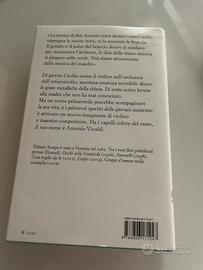 «La musica di don Antonio entra dentro i nostri corpi,
impregna le nostre teste, ci fa muovere le braccia.
Il gomito e il polso del braccio destro si snodano
per manovrare l'archetto, le dita della mano sinistra
si piegano sulle corde. Noi siamo attraversate
dalla musica dei maschi».
Di giorno Cecilia suona il violino nell'orchestra
dell'orfanotrofio, anonima creatura invisibile dietro
le grate metalliche della chiesa. Di notte scrive lettere
alla madre che non ha mai conosciuto.
Ma un vento primaverile potrebbe scompaginare
la sua vita, e i polverosi spartiti delle giovani musiciste:
è arrivato un nuovo insegnante di violino
e maestro compositore. Ha i capelli colore del rame,
il suo nome è Antonio Vivaldi.
Tiziano Scarpa è nato a Venezia nel 1963. Tra i suoi libri pubblicati
presso Einaudi, Occhi sulla Graticola (1996), Amore® (1998),
Cosa voglio da te (2003), Corpo (2004), Groppi d'amore nella
scuraglia (2005).
€ 17,00
subito